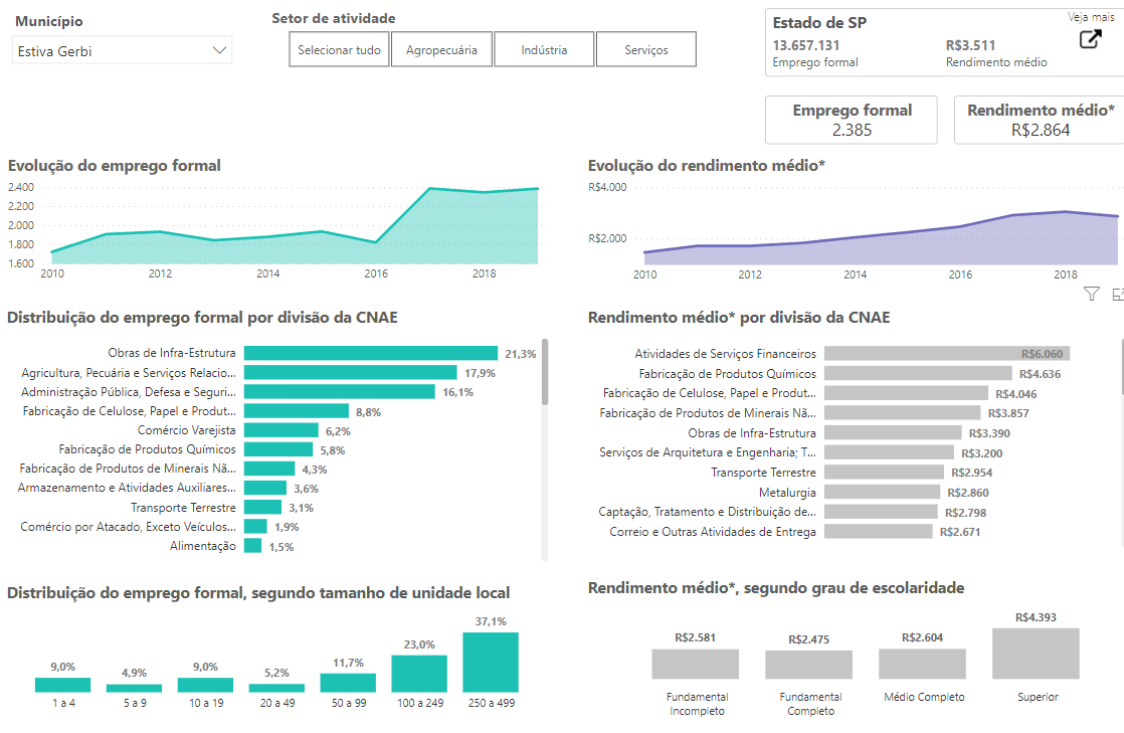 Município
Estiva Gerbi
Setor de atividade
Selecionar tudo
Agropecuária
Indústria
Serviços
Estado de SP
Veja mais
13.657.131
R$3.511
Emprego formal
Rendimento médio
Emprego formal
2.385
Rendimento médio*
R$2.864
Evolução do emprego formal
2.400
2.200
2.000
1.800
1.600
2010
2012
2014
2016
2018
Evolução do rendimento médio*
R$4.000
R$2.000
2010
2012
2014
2016
2018
Distribuição do emprego formal por divisão da CNAE
Obras de Infra-Estrutura 21,3%
Agricultura, Pecuária e Serviços Relacio... 17,9%
Administração Pública, Defesa e Seguri... 16,1%
Fabricação de Celulose, Papel e Produt... 8,8%
Comércio Varejista 6,2%
Fabricação de Produtos Químicos 5,8%
Fabricação de Produtos de Minerais Nã... 4,3%
Armazenamento e Atividades Auxiliares... 3,6%
Transporte Terrestre 3,1%
Comércio por Atacado, Exceto Veículos... 1,9%
Alimentação 1,5%
Rendimento médio* por divisão da CNAE
Atividades de Serviços Financeiros R$6.060
Fabricação de Produtos Químicos R$4.636
Fabricação de Celulose, Papel e Produt... R$4.046
Fabricação de Produtos de Minerais Nã... R$3.857
Obras de Infra-Estrutura R$3.390
Serviços de Arquitetura e Engenharia; T... R$3.200
Transporte Terrestre R$2.954
Metalurgia R$2.860
Captação, Tratamento e Distribuição de... R$2.798
Correio e Outras Atividades de Entrega R$2.671
Distribuição do emprego formal, segundo tamanho de unidade local
9,0%
4,9%
9,0%
5,2%
11,7%
23,0%
37,1%
1 a 4
5 a 9
10 a 19
20 a 49
50 a 99
100 a 249
250 a 499
Rendimento médio*, segundo grau de escolaridade
R$2.581
R$2.475
R$2.604
R$4.393
Fundamental
Incompleto
Fundamental
Completo
Médio Completo
Superior